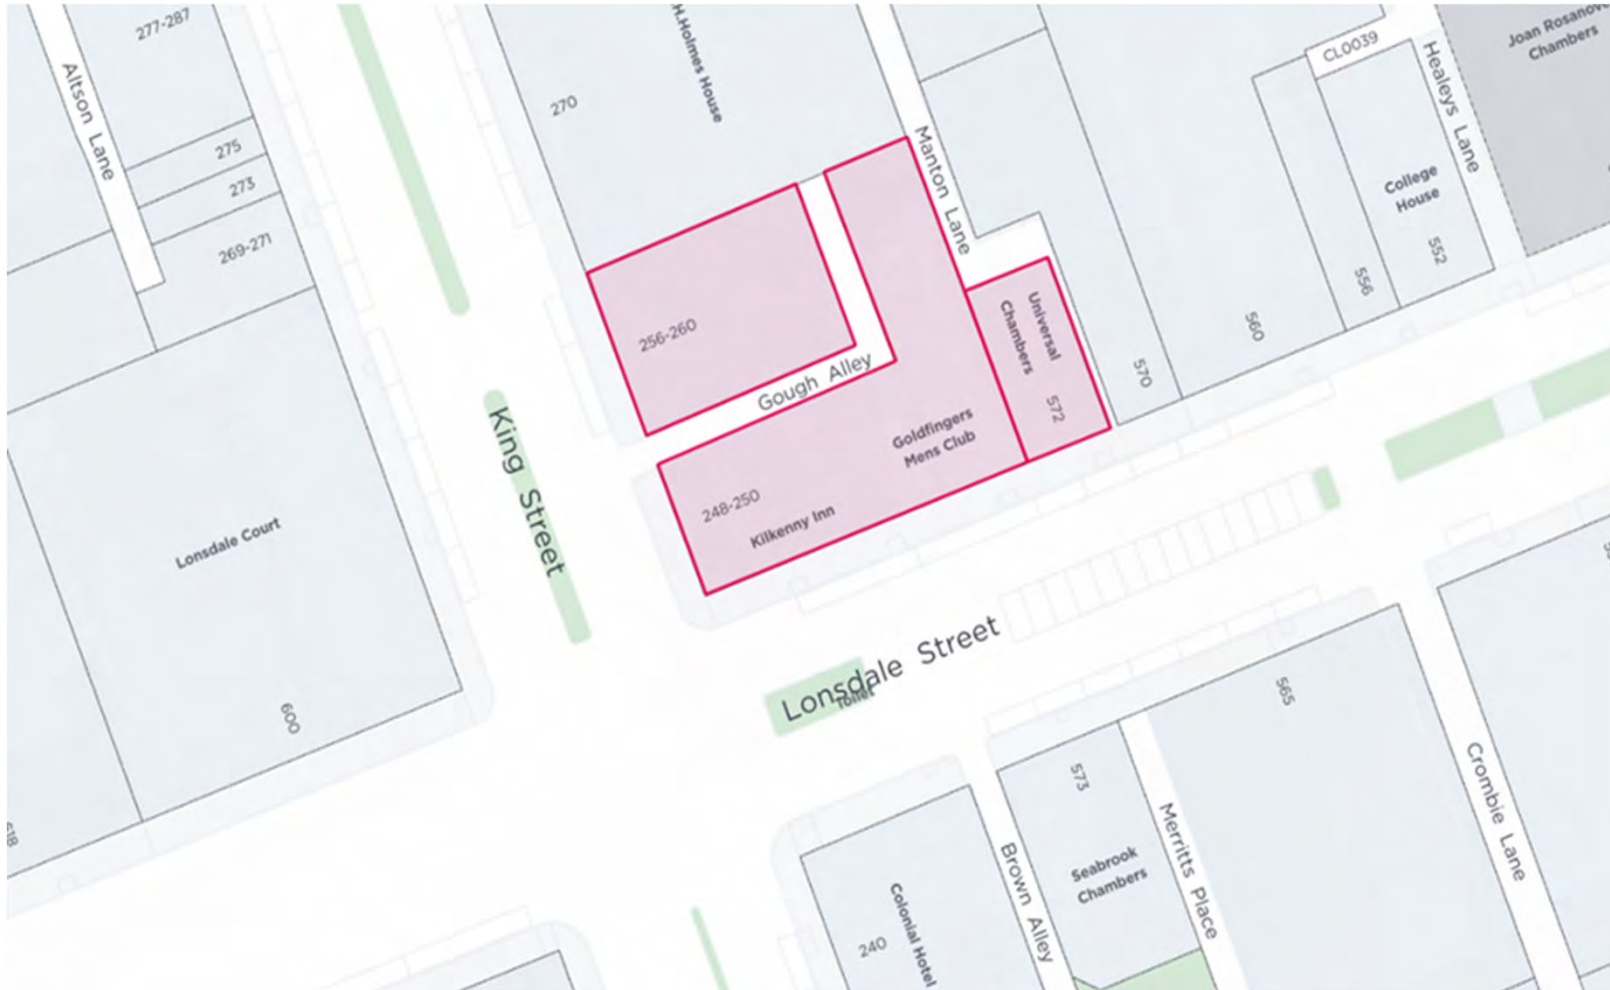 277-287
Altson Lane
275
273
269-271
270
H.Holmes House
Manton Lane
CL0039
Healeys Lane
Joan Rosanove
Chambers
College
House
552
556
560
570
256-260
Gough Alley
Universal
Chambers
572
Goldfingers
Mens Club
248-250
Kilkenny Inn
King Street
Lonsdale Court
600
618
Lonsdale Street
Toilet
565
573
Seabrook
Chambers
Merritts Place
Brown Alley
Crombie Lane
240
Colonial Hotel